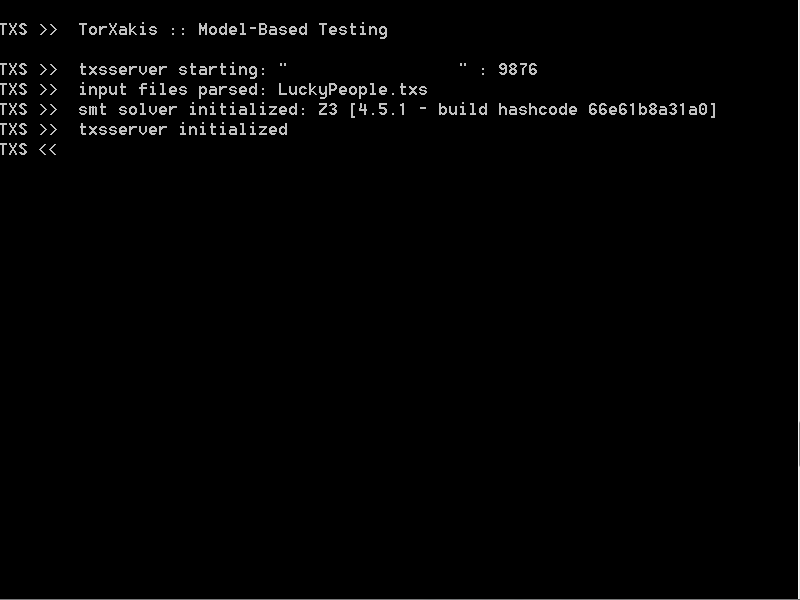 TXS >>  TorXakis :: Model-Based Testing
TXS >>  txsserver starting: "                 " : 9876
TXS >>  input files parsed: LuckyPeople.txs
TXS >>  smt solver initialized: Z3 [4.5.1 - build hashcode 66e61b8a31a0]
TXS >>  txsserver initialized
TXS <<